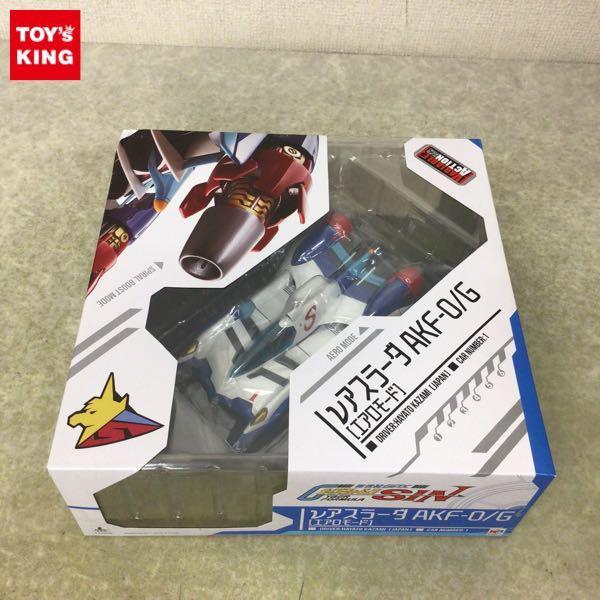 TOY's
KING
VARIABLE
ACTION
SPIRAL BOOST MODE
AERO MODE
レアスラーダ AKF-0/G
[エアロモード]
■ DRIVER:HAYATO KAZAMI [JAPAN] ■ CAR NUMBER:1
SIN
レアスラーダ AKF-0/G
[エアロモード]
■ DRIVER:HAYATO KAZAMI [JAPAN] ■ CAR NUMBER:1